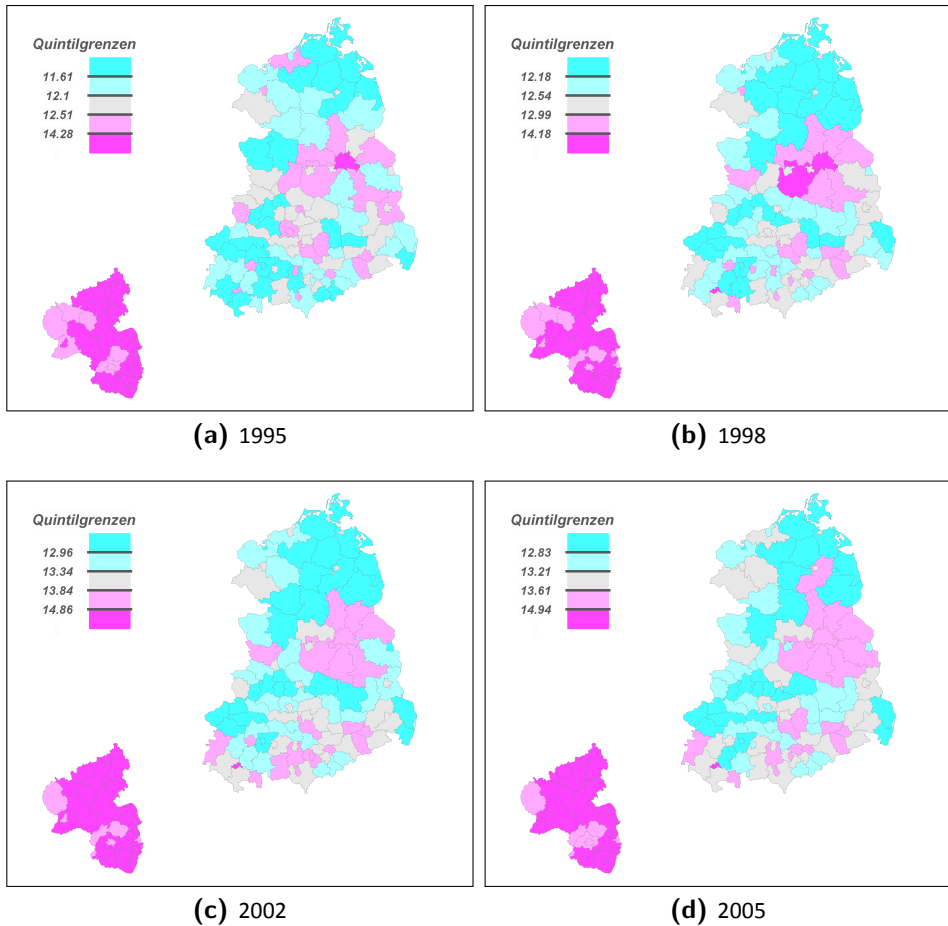 Quintilgrenzen
11.61
12.1
12.51
14.28
(a) 1995
Quintilgrenzen
12.18
12.54
12.99
14.18
(b) 1998
Quintilgrenzen
12.96
13.34
13.84
14.86
(c) 2002
Quintilgrenzen
12.83
13.21
13.61
14.94
(d) 2005